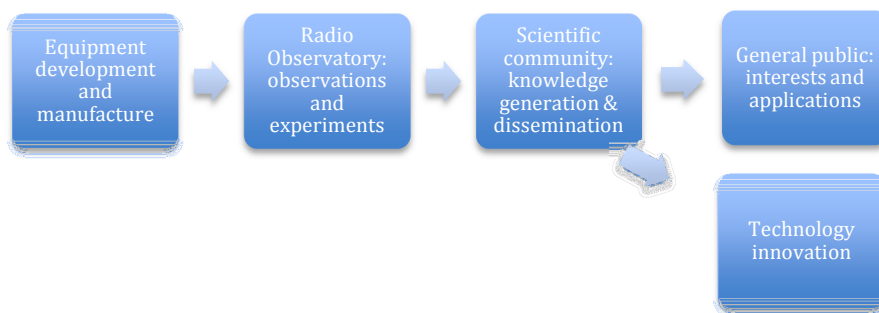 Equipment
development
and
manufacture
Radio
Observatory:
observations
and
experiments
Scientific
community:
knowledge
generation &
dissemination
General public:
interests and
applications
Technology
innovation